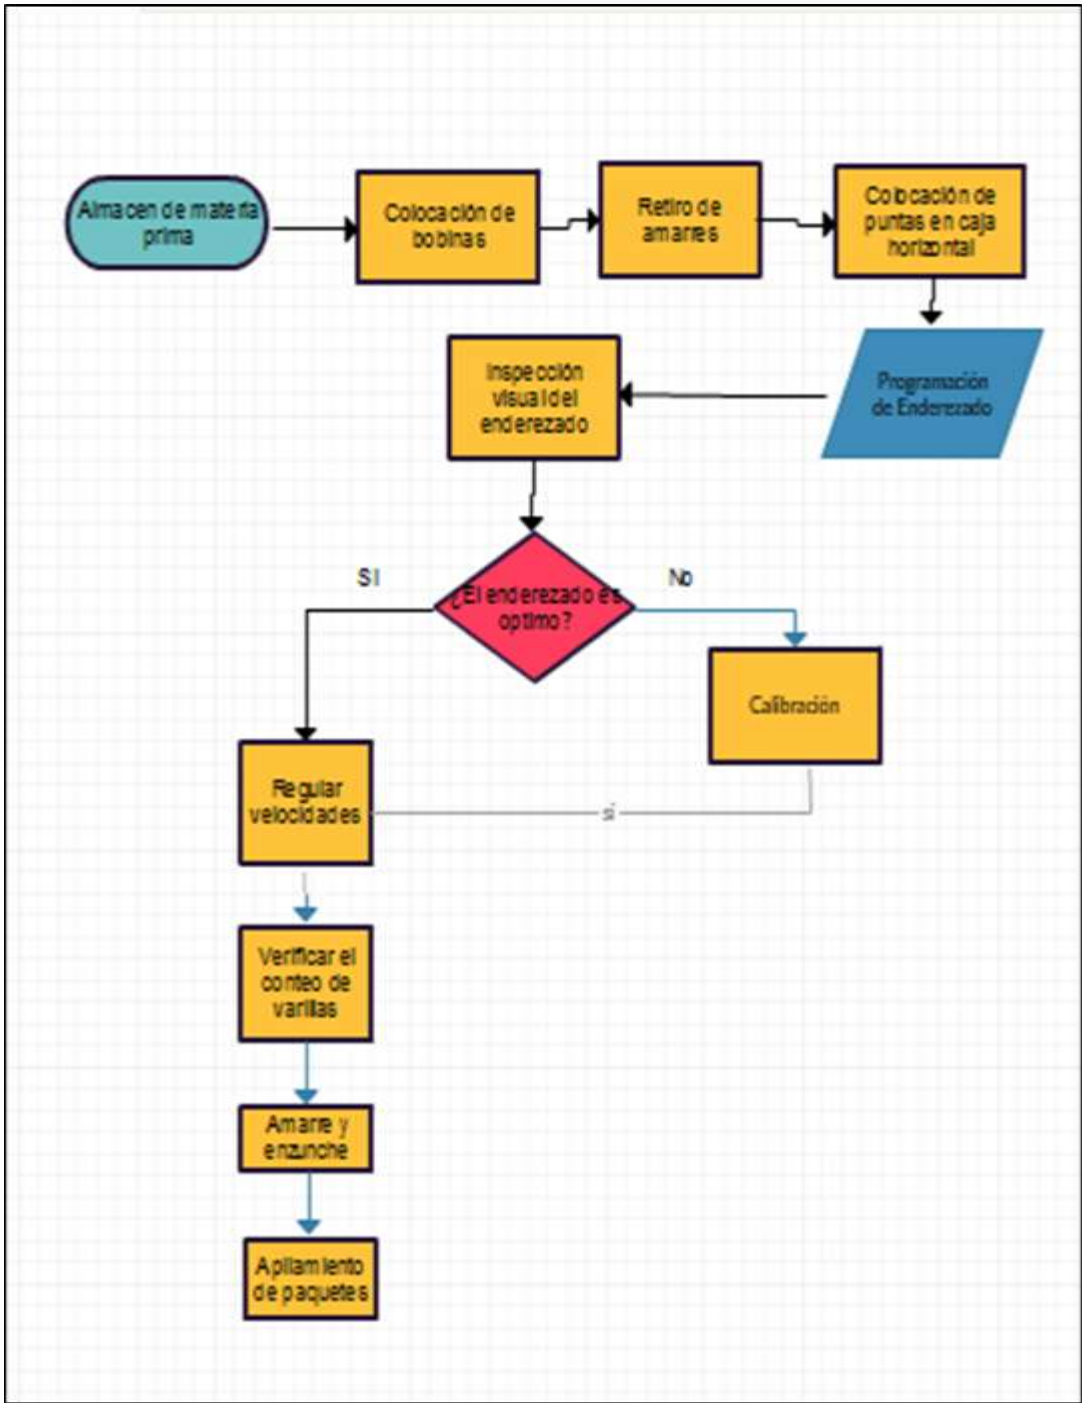 Almacen de materia
prima
Colocación de
bobinas
Retiro de
amarres
Colocación de
puntas en caja
horizontal
Programación
de Enderezado
Inspección
visual del
enderezado
¿El enderezado es
optimo?
SI
No
Calibración
Regular
velocidades
sí
Verificar el
conteo de
varillas
Amarre y
enzunche
Apilamiento
de paquetes